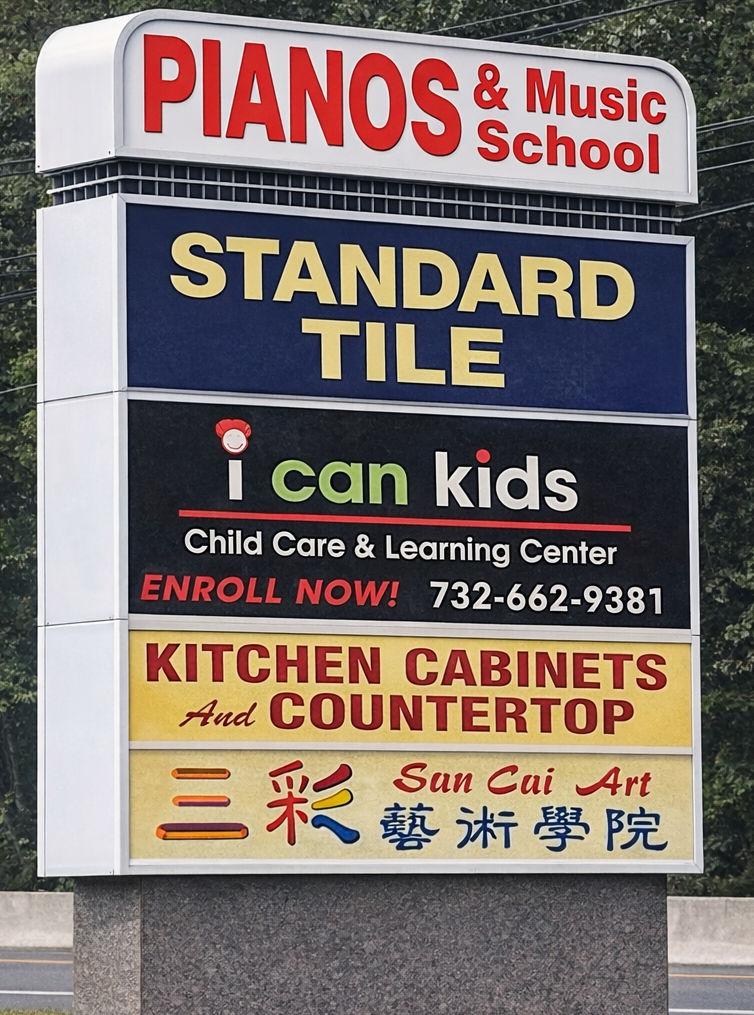 PIANOS & Music School
STANDARD
TILE
i can kids
Child Care & Learning Center
ENROLL NOW! 732-662-9381
KITCHEN CABINETS
And COUNTERTOP
三彩 San Cai Art
藝術學院